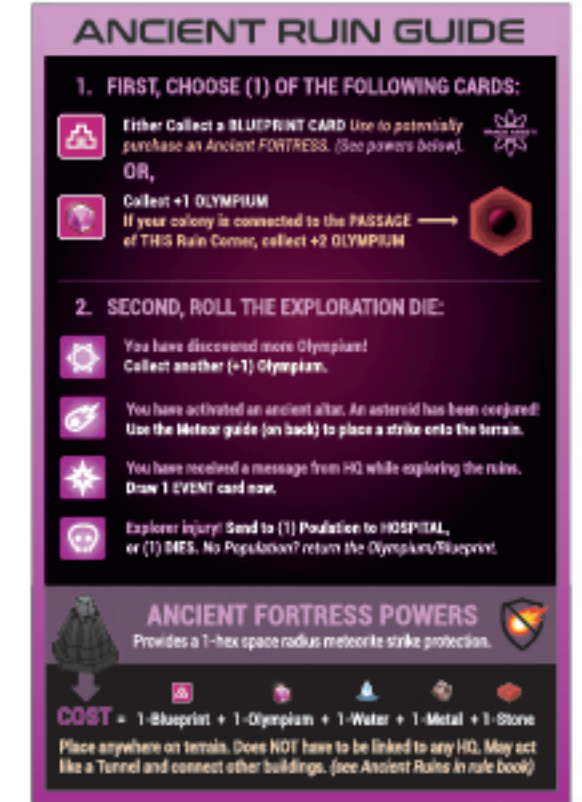 ANCIENT RUIN GUIDE
1. FIRST, CHOOSE (1) OF THE FOLLOWING CARDS:
Either Collect a BLUEPRINT CARD Use to potentially
purchase an Ancient FORTRESS. (See powers below).
OR,
Collect +1 OLYMPIUM
If your colony is connected to the PASSAGE
of THIS Ruin Corner, collect +2 OLYMPIUM
2. SECOND, ROLL THE EXPLORATION DIE:
You have discovered more Olympium!
Collect another (+1) Olympium.
You have activated an ancient altar. An asteroid has been conjured!
Use the Meteor guide (on back) to place a strike onto the terrain.
You have received a message from HQ while exploring the ruins.
Draw 1 EVENT card now.
Explorer injury! Send to (1) Poulation to HOSPITAL,
or (1) DIES. No Population? return the Olympium/Blueprint.
ANCIENT FORTRESS POWERS
Provides a 1-hex space radius meteorite strike protection.
COST = 1-Blueprint + 1-Olympium + 1-Water + 1-Metal + 1-Stone
Place anywhere on terrain. Does NOT have to be linked to any HQ. May act
like a Tunnel and connect other buildings. (see Ancient Ruins in rule book)